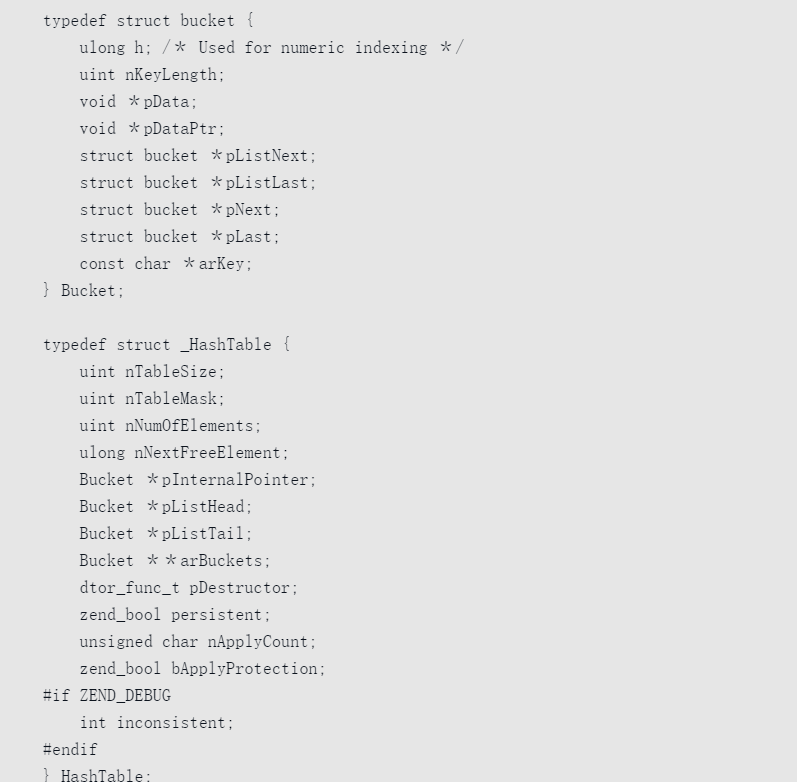 typedef struct bucket {
    ulong h; /* Used for numeric indexing */
    uint nKeyLength;
    void *pData;
    void *pDataPtr;
    struct bucket *pListNext;
    struct bucket *pListLast;
    struct bucket *pNext;
    struct bucket *pLast;
    const char *arKey;
} Bucket;

typedef struct _HashTable {
    uint nTableSize;
    uint nTableMask;
    uint nNumOfElements;
    ulong nNextFreeElement;
    Bucket *pInternalPointer;
    Bucket *pListHead;
    Bucket *pListTail;
    Bucket **arBuckets;
    dtor_func_t pDestructor;
    zend_bool persistent;
    unsigned char nApplyCount;
    zend_bool bApplyProtection;
#if ZEND_DEBUG
    int inconsistent;
#endif
} HashTable;